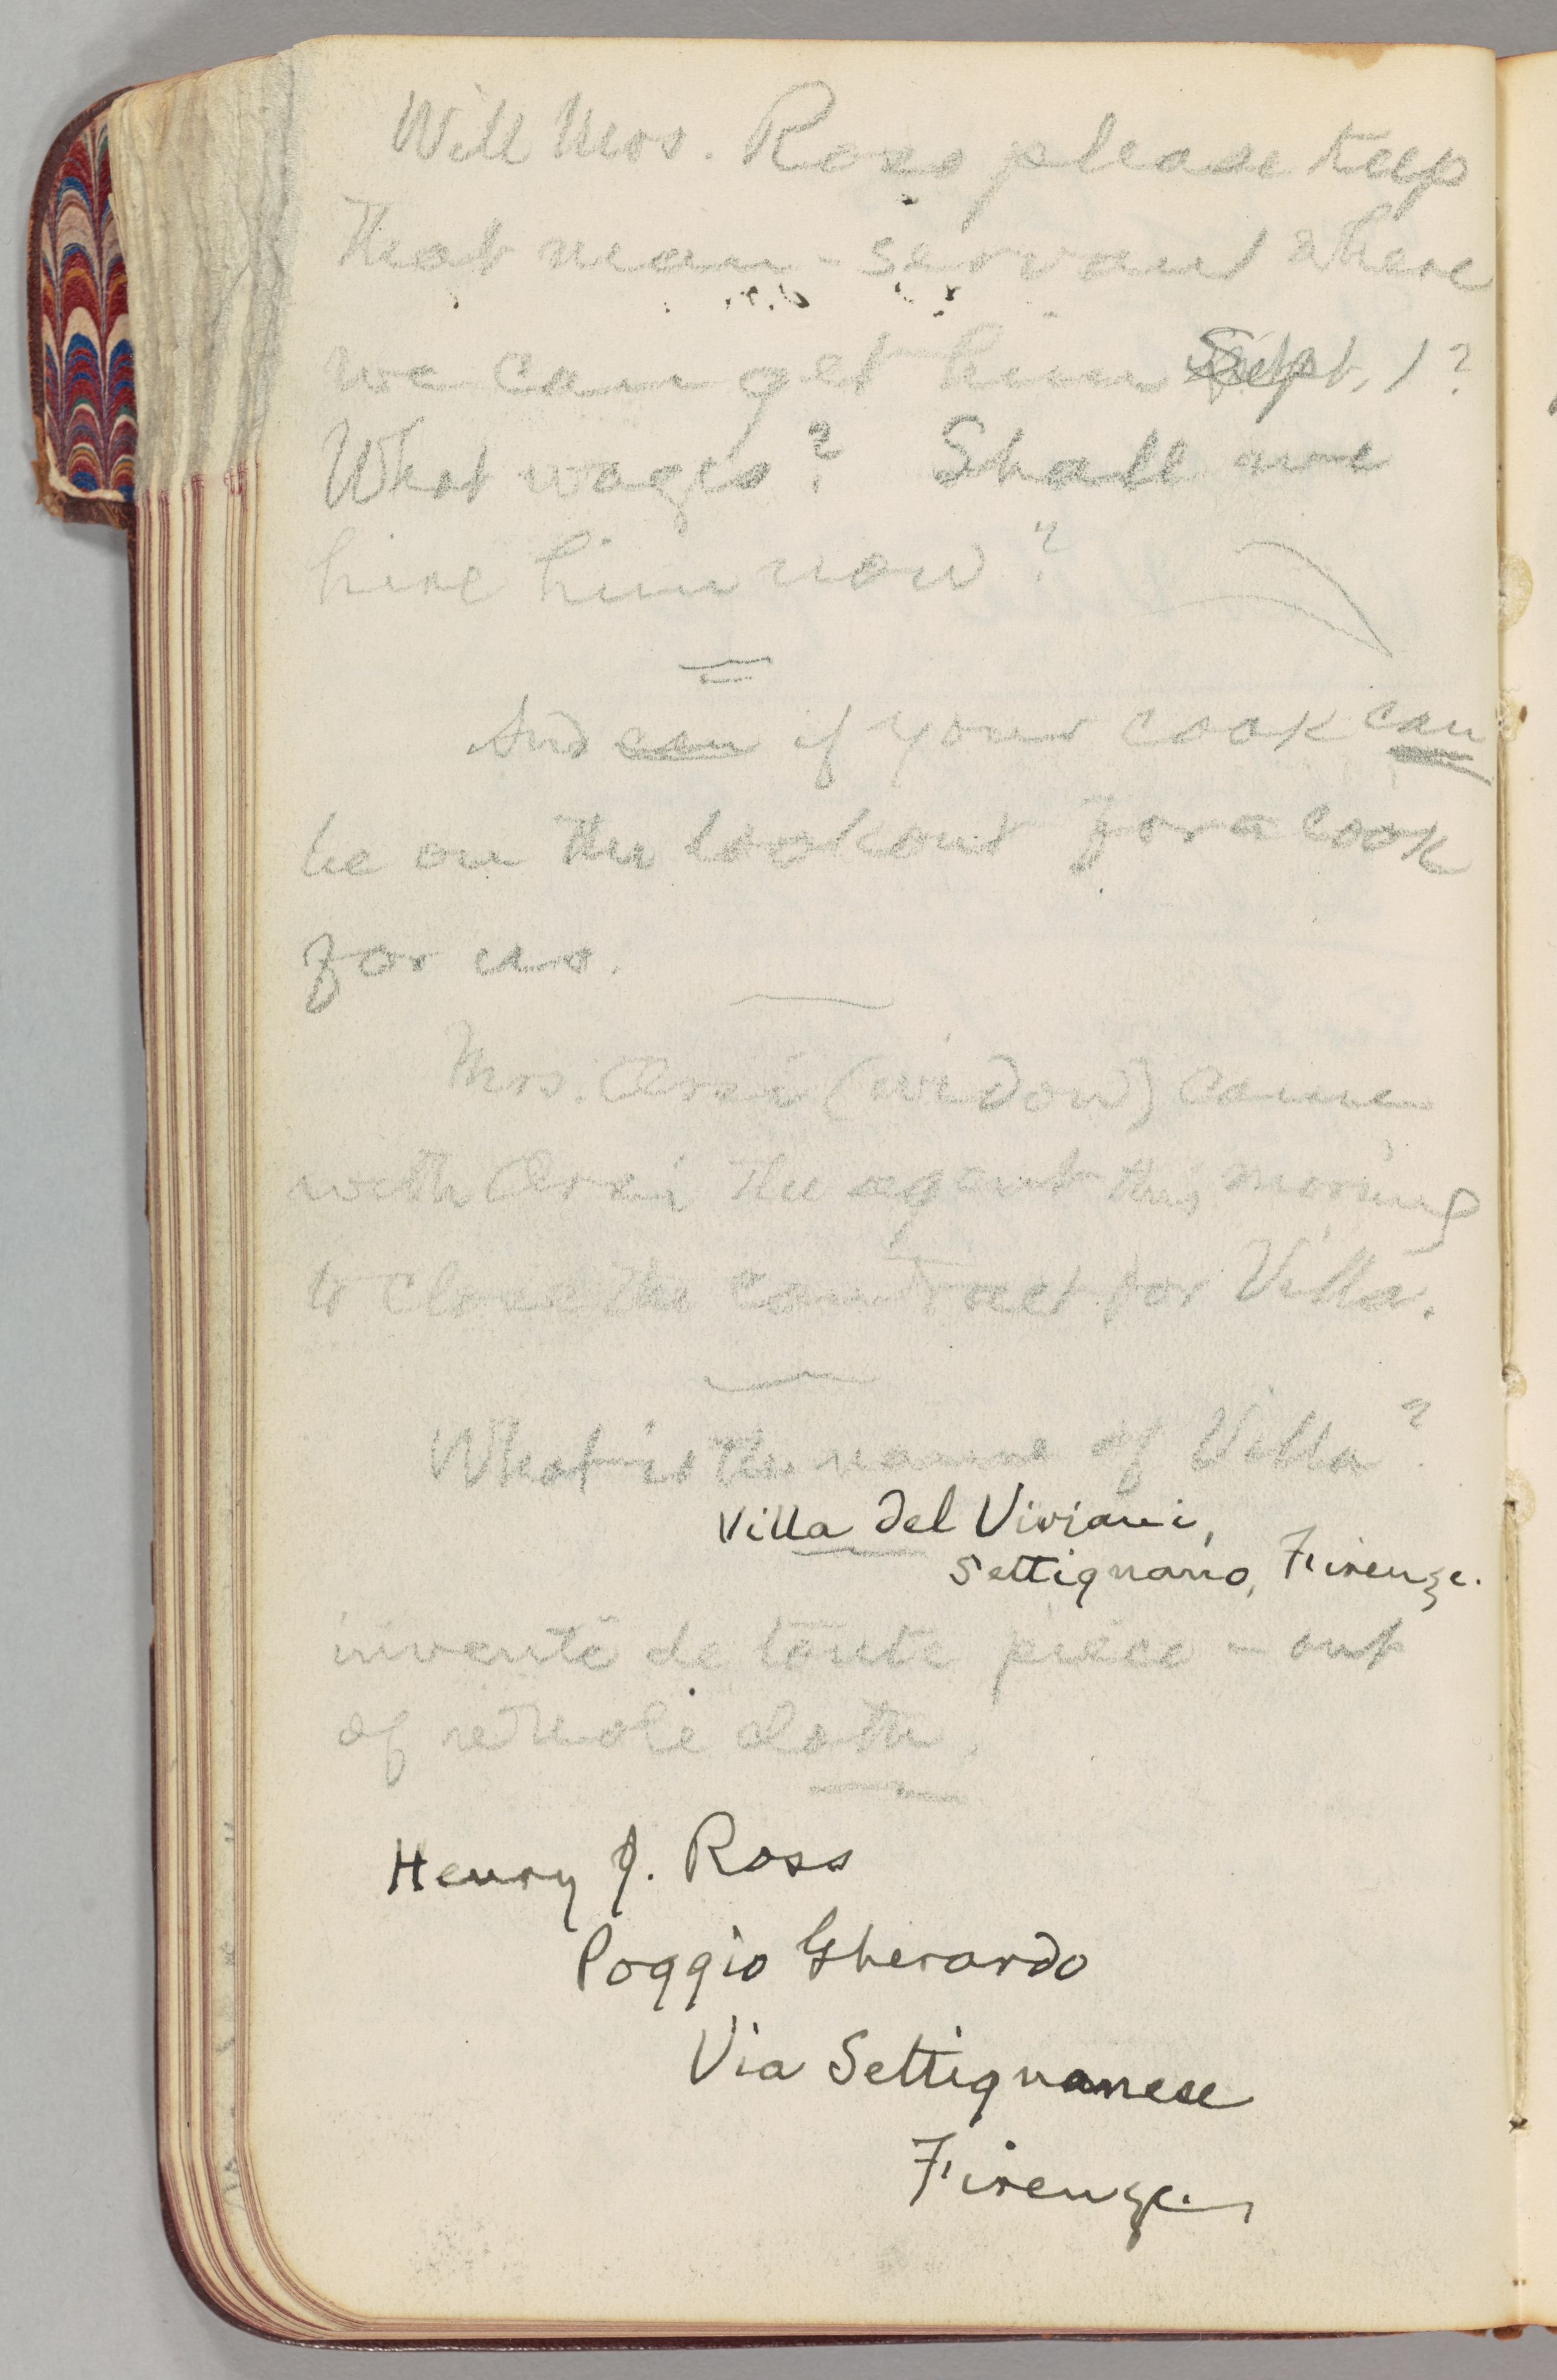 Will Mrs. Ross please keep
that man-servant where
we can get him Sept. 1?
What wages? Shall we
hire him now?
And can if your cook can
be on the lookout for a cook
for us.
Mrs. Orsi (widow) came
with Orsi the agent this morning
to close the contract for Villa.
What is the name of Villa?
Villa del Viviani,
Settignano, Firenze.
inventé de toute piéce — out
of whole cloth.
Henry J. Ross
Poggio Gherardo
Via Settignanese
Firenze